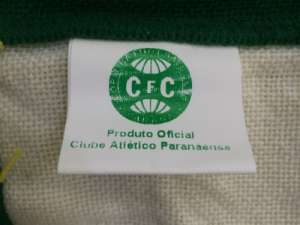 CFC
Produto Oficial
Clube Atlético Paranaense